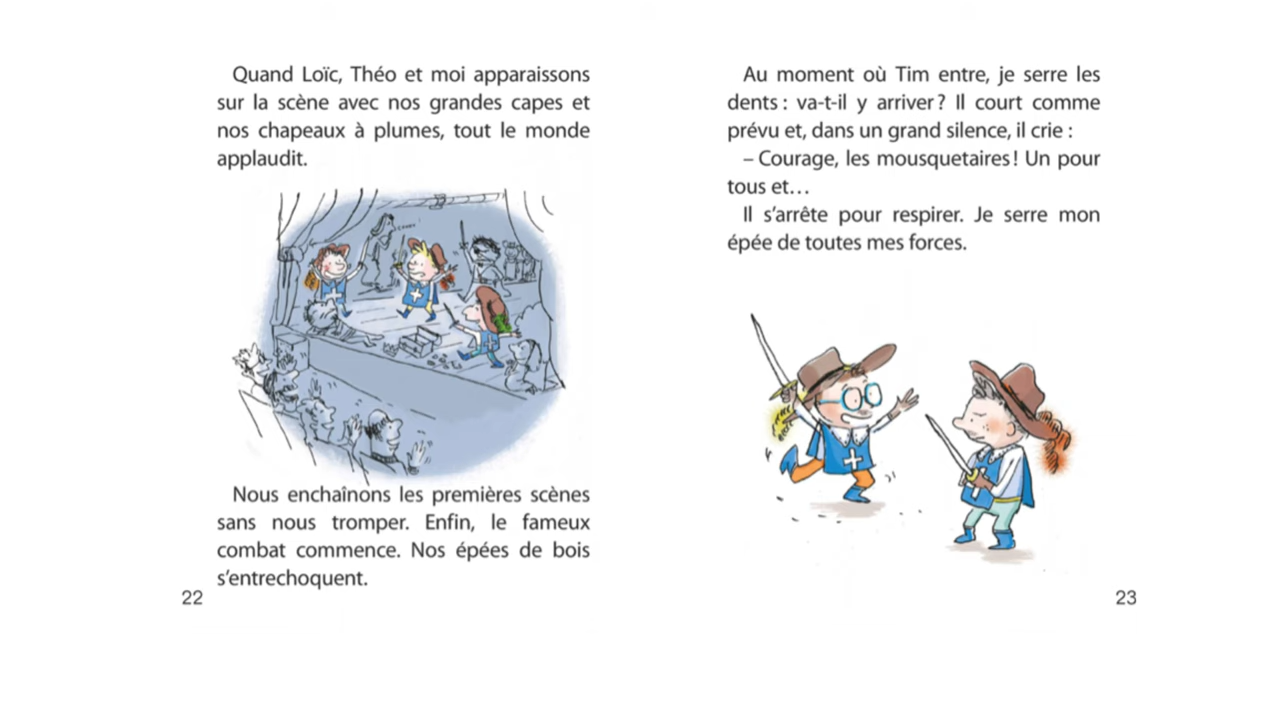 Quand Loïc, Théo et moi apparaissons
sur la scène avec nos grandes capes et
nos chapeaux à plumes, tout le monde
applaudit.
Nous enchaînons les premières scènes
sans nous tromper. Enfin, le fameux
combat commence. Nos épées de bois
s'entrechoquent.
22
Au moment où Tim entre, je serre les
dents : va-t-il y arriver ? Il court comme
prévu et, dans un grand silence, il crie :
– Courage, les mousquetaires ! Un pour
tous et…
Il s'arrête pour respirer. Je serre mon
épée de toutes mes forces.
23